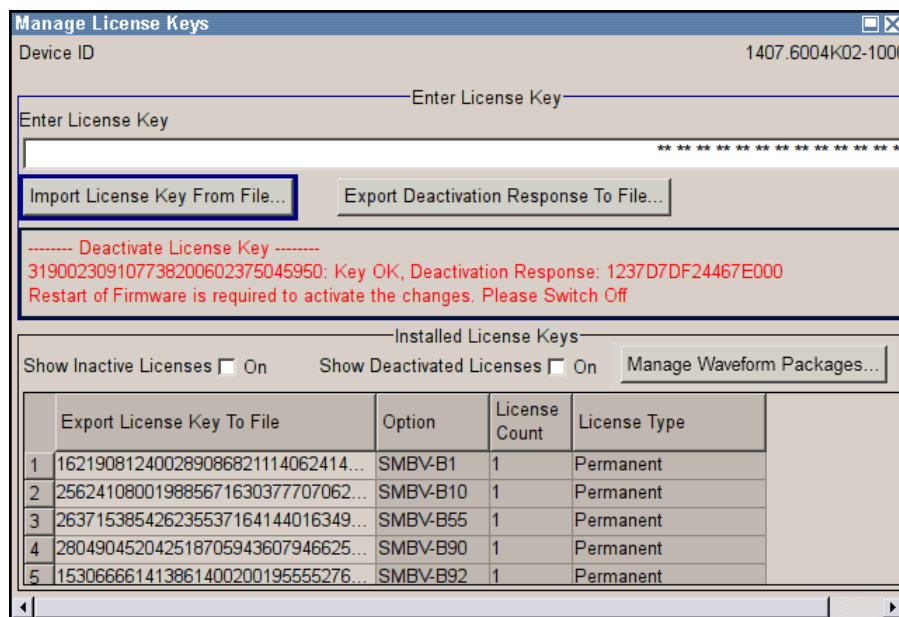 Manage License Keys
Device ID 1407.6004K02-1000
Enter License Key
Enter License Key
** ** ** ** ** ** ** ** ** ** ** ** *
Import License Key From File... Export Deactivation Response To File...
-------- Deactivate License Key --------
319002309107738200602375045950: Key OK, Deactivation Response: 1237D7DF24467E000
Restart of Firmware is required to activate the changes. Please Switch Off
Installed License Keys
Show Inactive Licenses On Show Deactivated Licenses On Manage Waveform Packages...
Export License Key To File Option License Count License Type
1 162190812400289086821114062414... SMBV-B1 1 Permanent
2 256241080019885671630377707062... SMBV-B10 1 Permanent
3 263715385426235537164144016349... SMBV-B55 1 Permanent
4 280490452042518705943607946625... SMBV-B90 1 Permanent
5 153066661413861400200195555276... SMBV-B92 1 Permanent